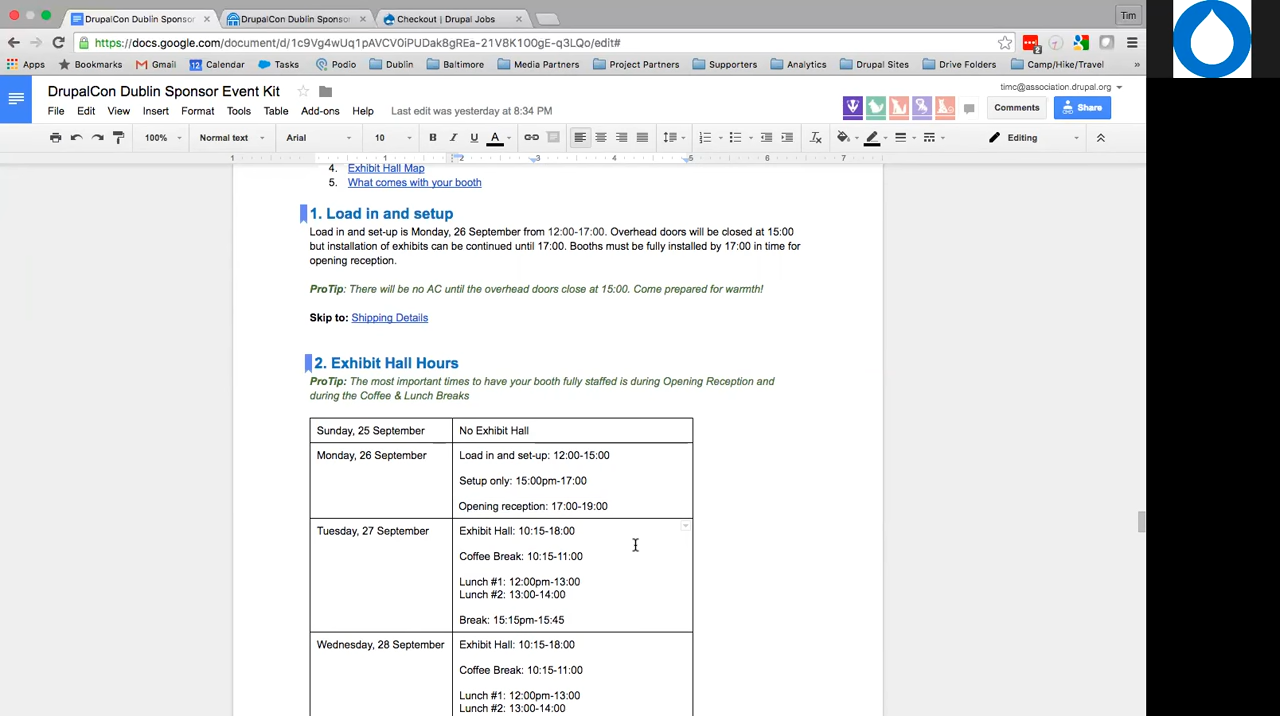 DrupalCon Dublin Sponsor
DrupalCon Dublin Sponsor
Checkout | Drupal Jobs
Tim
https://docs.google.com/document/d/1c9Vg4wUq1pAVCV0iPUDac8gREa-21V8K1O0gE-q3LQo/edit#
Apps Bookmarks Gmail 12 Calendar Tasks Podio Dublin Baltimore Media Partners Project Partners Supporters Analytics Drupal Sites Drive Folders Camp/Hike/Travel »
DrupalCon Dublin Sponsor Event Kit
timc@association.drupal.org
File Edit View Insert Format Tools Table Add-ons Help Last edit was yesterday at 8:34 PM
Comments Share
100% Normal text Arial 10 B I U A Editing
1 1 2 3 4 5 6 7
4. Exhibit Hall Map
5. What comes with your booth
1. Load in and setup
Load in and set-up is Monday, 26 September from 12:00-17:00. Overhead doors will be closed at 15:00
but installation of exhibits can be continued until 17:00. Booths must be fully installed by 17:00 in time for
opening reception.
ProTip: There will be no AC until the overhead doors close at 15:00. Come prepared for warmth!
Skip to: Shipping Details
2. Exhibit Hall Hours
ProTip: The most important times to have your booth fully staffed is during Opening Reception and
during the Coffee & Lunch Breaks
Sunday, 25 September No Exhibit Hall
Monday, 26 September Load in and set-up: 12:00-15:00
Setup only: 15:00pm-17:00
Opening reception: 17:00-19:00
Tuesday, 27 September Exhibit Hall: 10:15-18:00
Coffee Break: 10:15-11:00
Lunch #1: 12:00pm-13:00
Lunch #2: 13:00-14:00
Break: 15:15pm-15:45
Wednesday, 28 September Exhibit Hall: 10:15-18:00
Coffee Break: 10:15-11:00
Lunch #1: 12:00pm-13:00
Lunch #2: 13:00-14:00